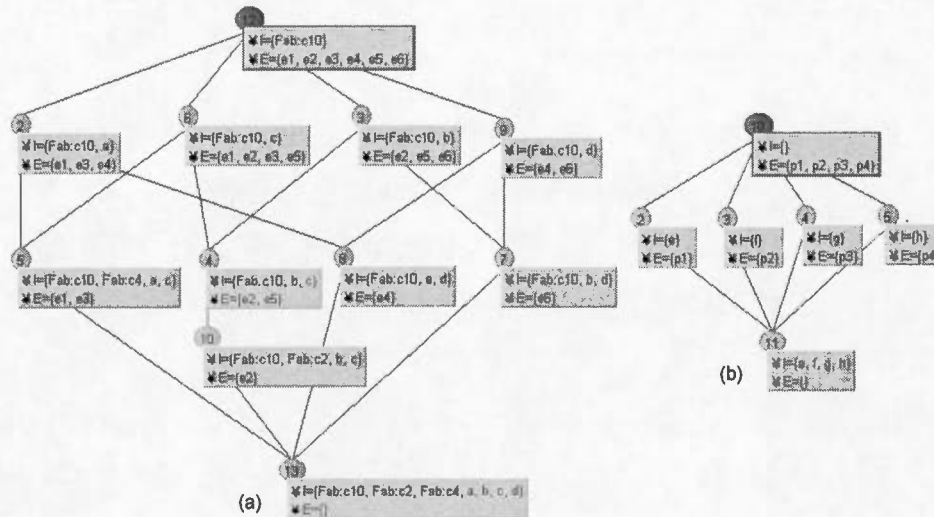 12
¥ I={Fab:c10}
¥ E={e1, e2, e3, e4, e5, e6}
2
¥ I={Fab:c10, a}
¥ E={e1, e3, e4}
6
¥ I={Fab:c10, c}
¥ E={e1, e2, e3, e5}
3
¥ I={Fab:c10, b}
¥ E={e2, e5, e6}
9
¥ I={Fab:c10, d}
¥ E={e4, e6}
5
¥ I={Fab:c10, Fab:c4, a, c}
¥ E={e1, e3}
4
¥ I={Fab:c10, b, c}
¥ E={e2, e5}
8
¥ I={Fab:c10, a, d}
¥ E={e4}
7
¥ I={Fab:c10, b, d}
¥ E={e6}
10
¥ I={Fab:c10, Fab:c2, b, c}
¥ E={e2}
13
¥ I={Fab:c10, Fab:c2, Fab:c4, a, b, c, d}
¥ E={}
(a)
¥ I={}
¥ E={p1, p2, p3, p4}
2
¥ I={e}
¥ E={p1}
3
¥ I={f}
¥ E={p2}
4
¥ I={g}
¥ E={p3}
5
¥ I={h}
¥ E={p4
11
¥ I={e, f, g, h}
¥ E={}
(b)